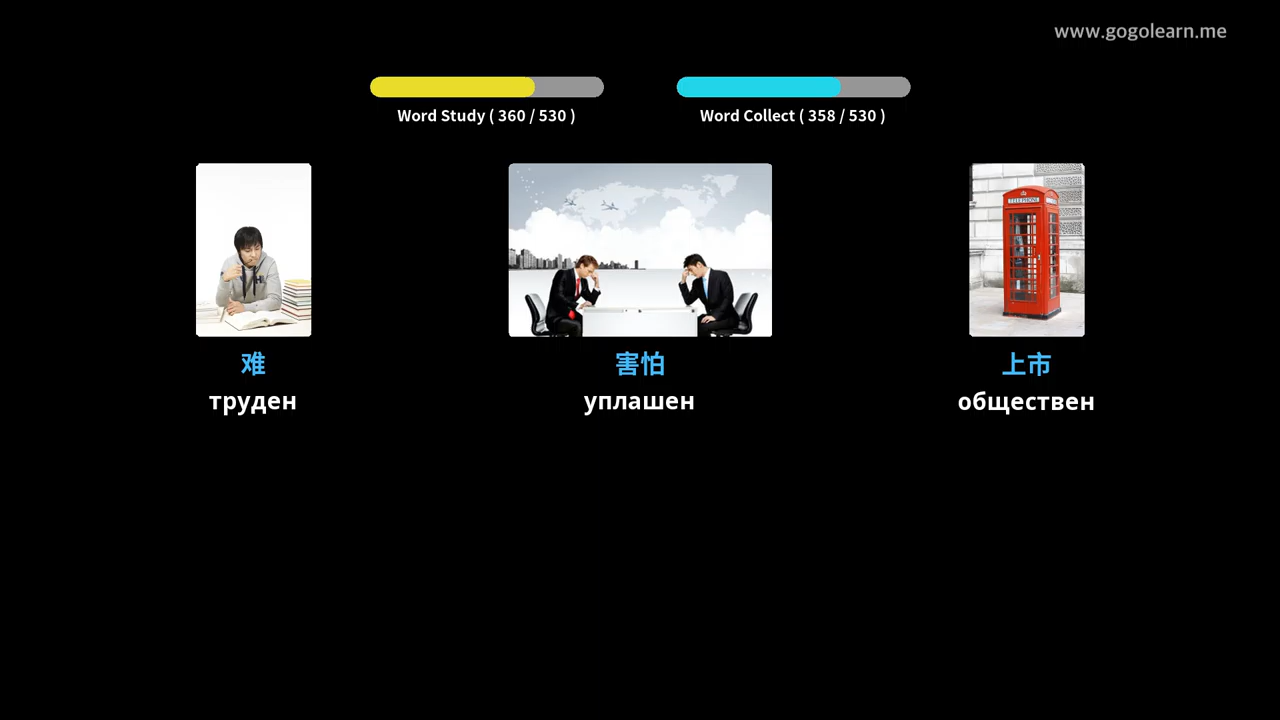 www.gogolearn.me
Word Study ( 360 / 530 )
Word Collect ( 358 / 530 )
TELEPHONE
难
害怕
上市
труден
уплашен
обществен